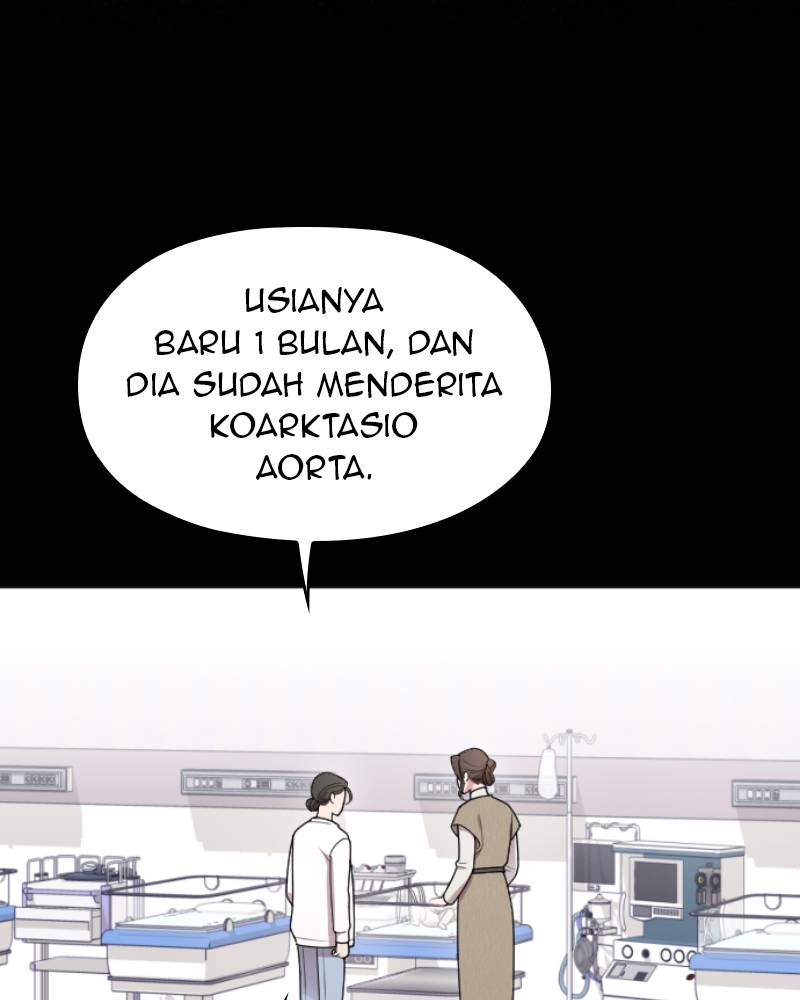 USIANYA
BARU 1 BULAN, DAN
DIA SUDAH MENDERITA
KOARKTASIO
AORTA.